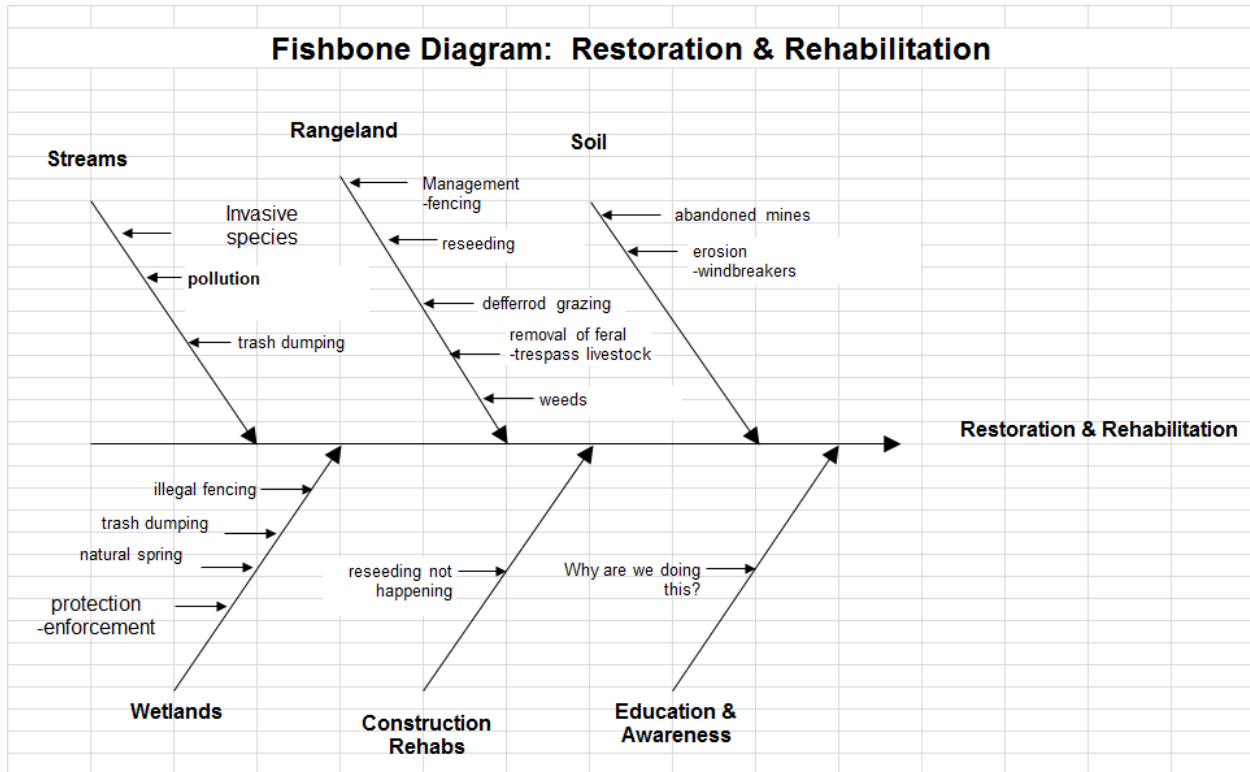 Fishbone Diagram: Restoration & Rehabilitation
Streams
Invasive
species
pollution
trash dumping
Rangeland
Management
-fencing
reseeding
defferrod grazing
removal of feral
-trespass livestock
weeds
Soil
abandoned mines
erosion
-windbreakers
Restoration & Rehabilitation
illegal fencing
trash dumping
natural spring
protection
-enforcement
Wetlands
reseeding not
happening
Construction
Rehabs
Why are we doing
this?
Education &
Awareness